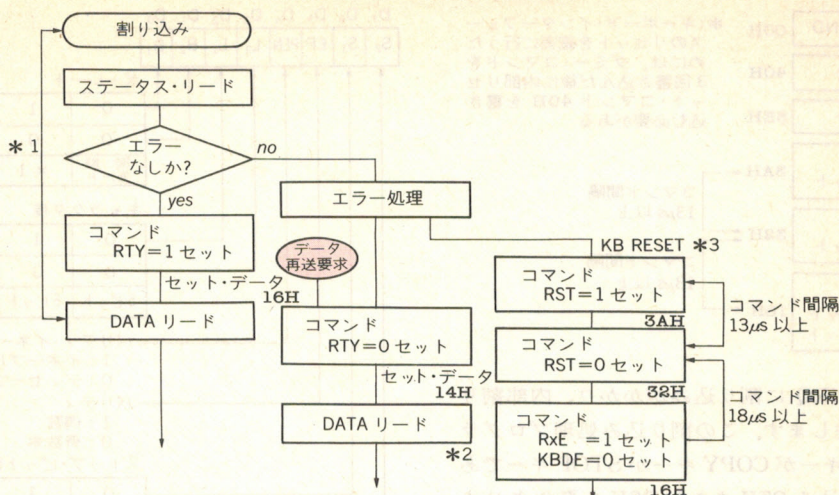 割り込み
ステータス・リード
*1
エラー
なしか?
no
yes
エラー処理
コマンド
RTY=1 セット
セット・データ
16H
DATA リード
データ
再送要求
コマンド
RTY=0 セット
セット・データ
14H
DATA リード
*2
KB RESET *3
コマンド
RST=1 セット
3AH
コマンド
RST=0 セット
32H
コマンド
RxE =1 セット
KBDE=0 セット
16H
コマンド間隔
13μs 以上
コマンド間隔
18μs 以上